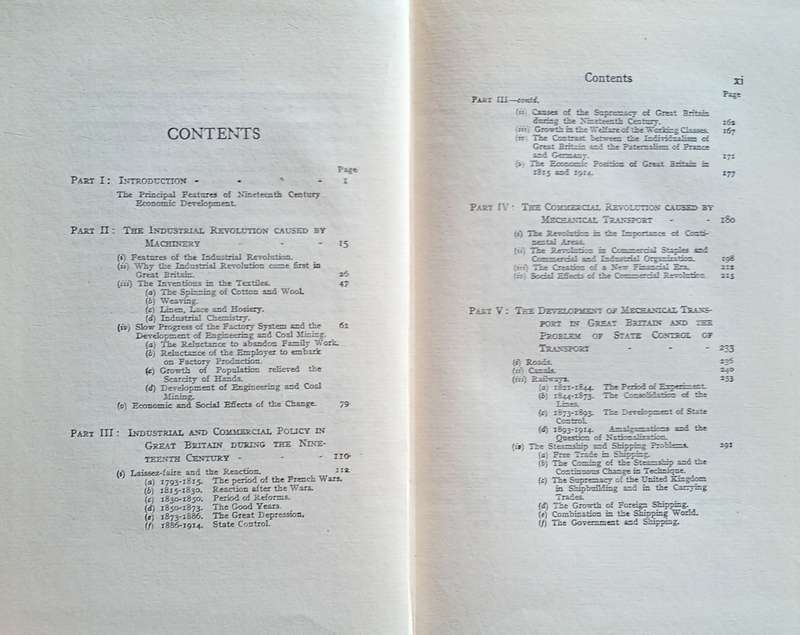 CONTENTS
Page
PART I: INTRODUCTION - - - - 1
The Principal Features of Nineteenth Century
Economic Development.
PART II: THE INDUSTRIAL REVOLUTION CAUSED BY
MACHINERY - - - - 15
(i) Features of the Industrial Revolution.
(ii) Why the Industrial Revolution came first in
Great Britain. 26
(iii) The Inventions in the Textiles. 47
(a) The Spinning of Cotton and Wool.
(b) Weaving.
(c) Linen, Lace and Hosiery.
(d) Industrial Chemistry.
(iv) Slow Progress of the Factory System and the 62
Development of Engineering and Coal Mining.
(a) The Reluctance to abandon Family Work.
(b) Reluctance of the Employer to embark
on Factory Production.
(c) Growth of Population relieved the
Scarcity of Hands.
(d) Development of Engineering and Coal
Mining.
(v) Economic and Social Effects of the Change. 79
PART III: INDUSTRIAL AND COMMERCIAL POLICY IN
GREAT BRITAIN DURING THE NINE-
TEENTH CENTURY - - - - 110
(i) Laissez-faire and the Reaction. 112
(a) 1793-1815. The period of the French Wars.
(b) 1815-1830. Reaction after the Wars.
(c) 1830-1850. Period of Reforms.
(d) 1850-1873. The Good Years.
(e) 1873-1886. The Great Depression.
(f) 1886-1914. State Control.
Contents xi
Page
PART III—contd.
(ii) Causes of the Supremacy of Great Britain
during the Nineteenth Century. 162
(iii) Growth in the Welfare of the Working Classes. 167
(iv) The Contrast between the Individualism of
Great Britain and the Paternalism of France
and Germany. 171
(v) The Economic Position of Great Britain in
1815 and 1914. 177
PART IV: THE COMMERCIAL REVOLUTION CAUSED BY
MECHANICAL TRANSPORT - - 180
(i) The Revolution in the Importance of Conti-
nental Areas.
(ii) The Revolution in Commercial Staples and
Commercial and Industrial Organization. 198
(iii) The Creation of a New Financial Era. 212
(iv) Social Effects of the Commercial Revolution. 215
PART V: THE DEVELOPMENT OF MECHANICAL TRANS-
PORT IN GREAT BRITAIN AND THE
PROBLEM OF STATE CONTROL OF
TRANSPORT - - - - 233
(i) Roads. 236
(ii) Canals. 240
(iii) Railways. 253
(a) 1821-1844. The Period of Experiment.
(b) 1844-1873. The Consolidation of the
Lines.
(c) 1873-1893. The Development of State
Control.
(d) 1893-1914. Amalgamations and the
Question of Nationalization.
(iv) The Steamship and Shipping Problems. 292
(a) Free Trade in Shipping.
(b) The Coming of the Steamship and the
Continuous Change in Technique.
(c) The Supremacy of the United Kingdom
in Shipbuilding and in the Carrying
Trades.
(d) The Growth of Foreign Shipping.
(e) Combination in the Shipping World.
(f) The Government and Shipping.